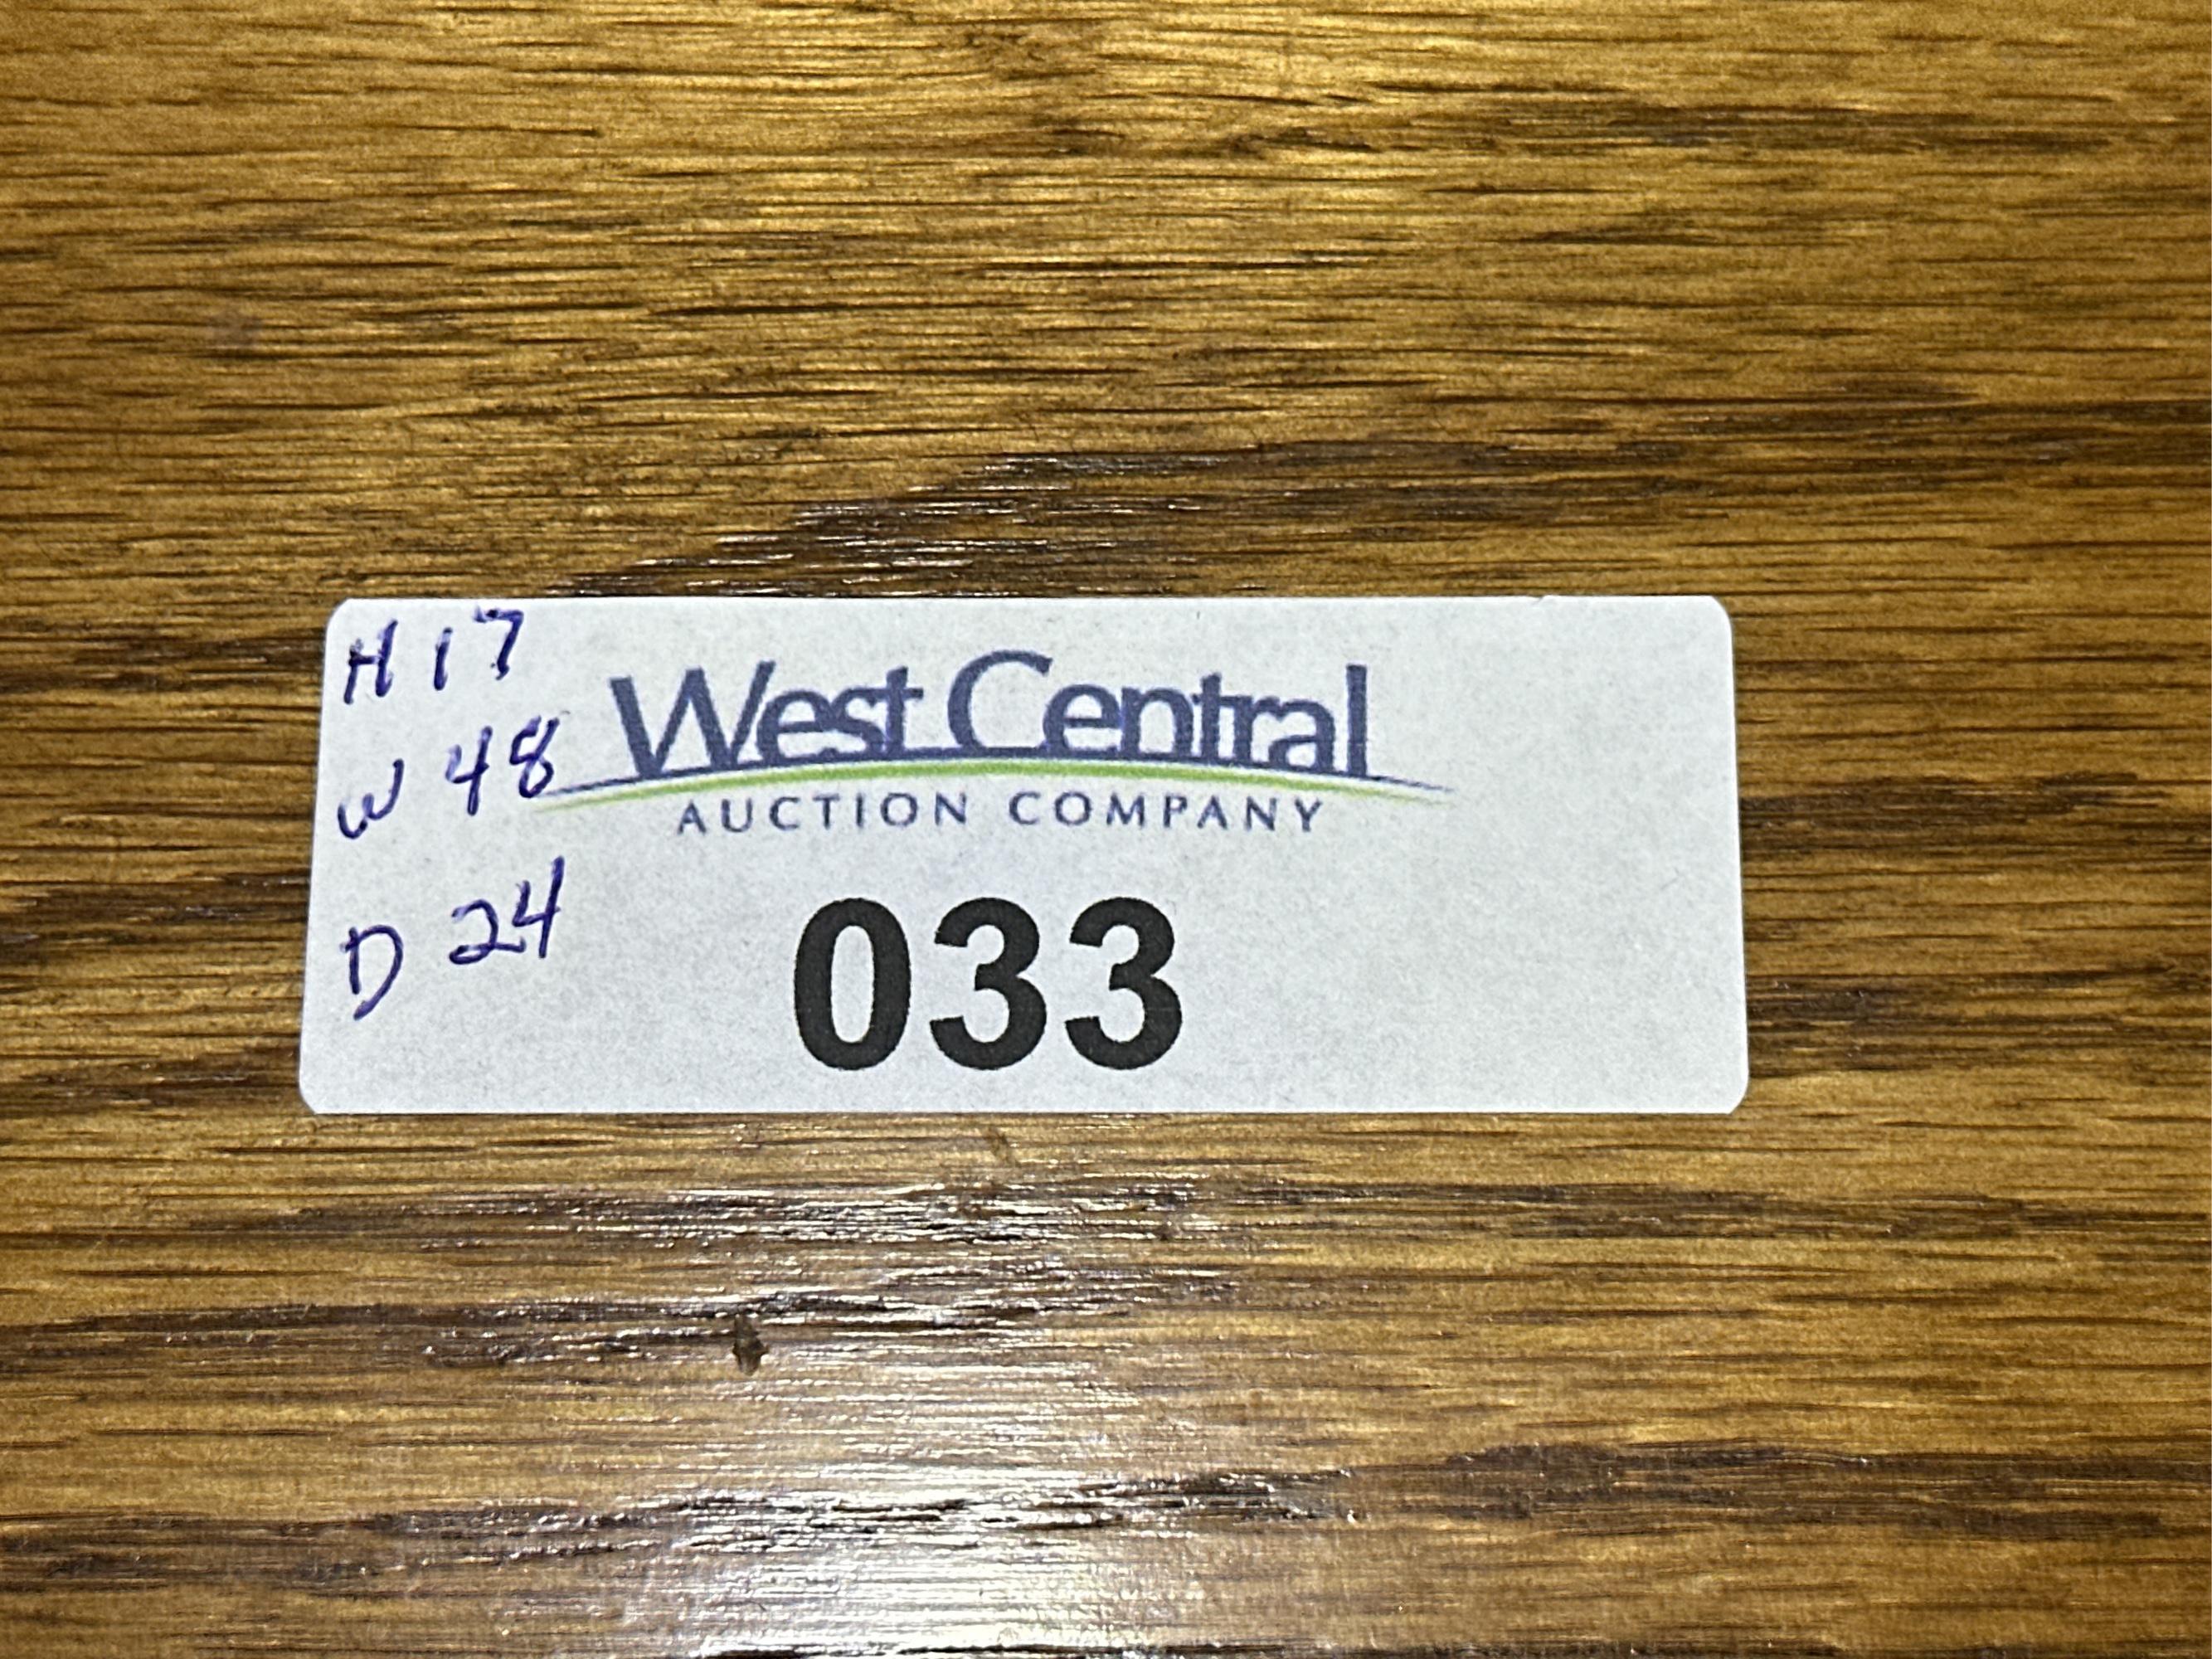 H 17
W 48
D 24
West Central
AUCTION COMPANY
033